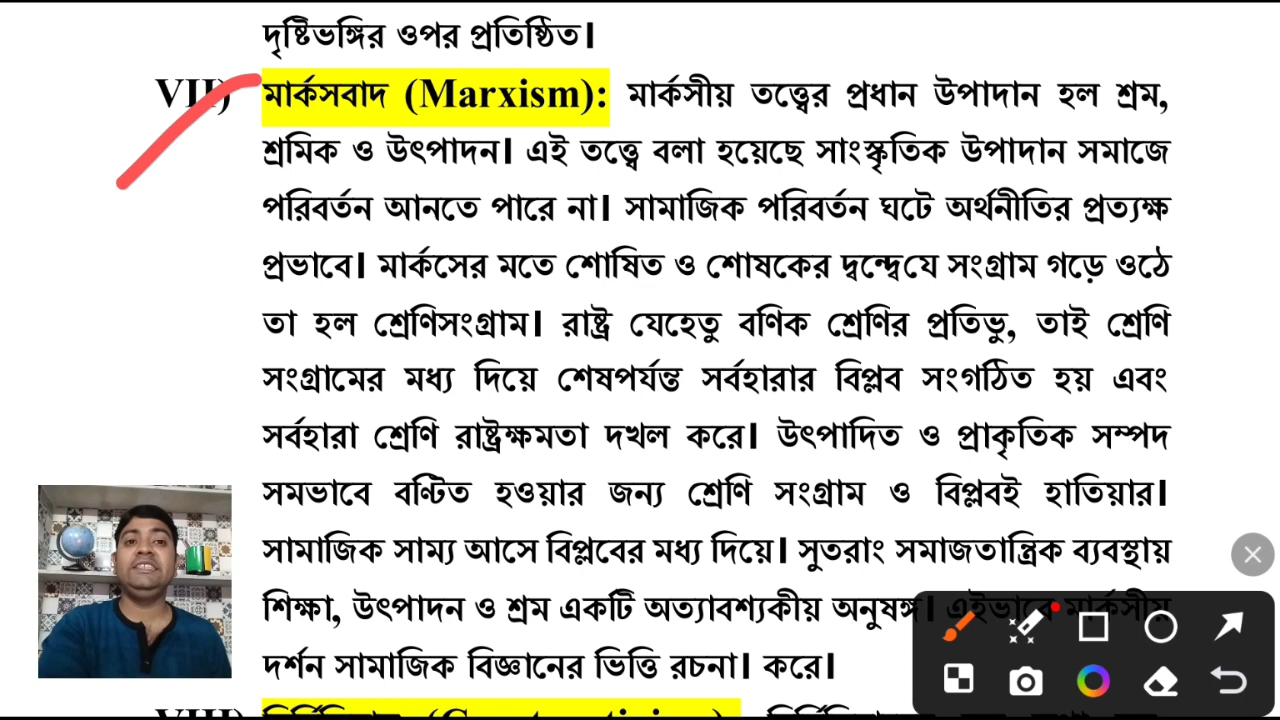 দৃষ্টিভঙ্গির ওপর প্রতিষ্ঠিত।
VII) মার্কসবাদ (Marxism): মার্কসীয় তত্ত্বের প্রধান উপাদান হল শ্রম,
শ্রমিক ও উৎপাদন। এই তত্ত্বে বলা হয়েছে সাংস্কৃতিক উপাদান সমাজে
পরিবর্তন আনতে পারে না। সামাজিক পরিবর্তন ঘটে অর্থনীতির প্রত্যক্ষ
প্রভাবে। মার্কসের মতে শোষিত ও শোষকের দ্বন্দ্বেযে সংগ্রাম গড়ে ওঠে
তা হল শ্রেণিসংগ্রাম। রাষ্ট্র যেহেতু বণিক শ্রেণির প্রতিভু, তাই শ্রেণি
সংগ্রামের মধ্য দিয়ে শেষপর্যন্ত সর্বহারার বিপ্লব সংগঠিত হয় এবং
সর্বহারা শ্রেণি রাষ্ট্রক্ষমতা দখল করে। উৎপাদিত ও প্রাকৃতিক সম্পদ
সমভাবে বণ্টিত হওয়ার জন্য শ্রেণি সংগ্রাম ও বিপ্লবই হাতিয়ার।
সামাজিক সাম্য আসে বিপ্লবের মধ্য দিয়ে। সুতরাং সমাজতান্ত্রিক ব্যবস্থায়
শিক্ষা, উৎপাদন ও শ্রম একটি অত্যাবশ্যকীয় অনুষঙ্গ। এইভাবে মার্কসীয়
দর্শন সামাজিক বিজ্ঞানের ভিত্তি রচনা। করে।
VIII)